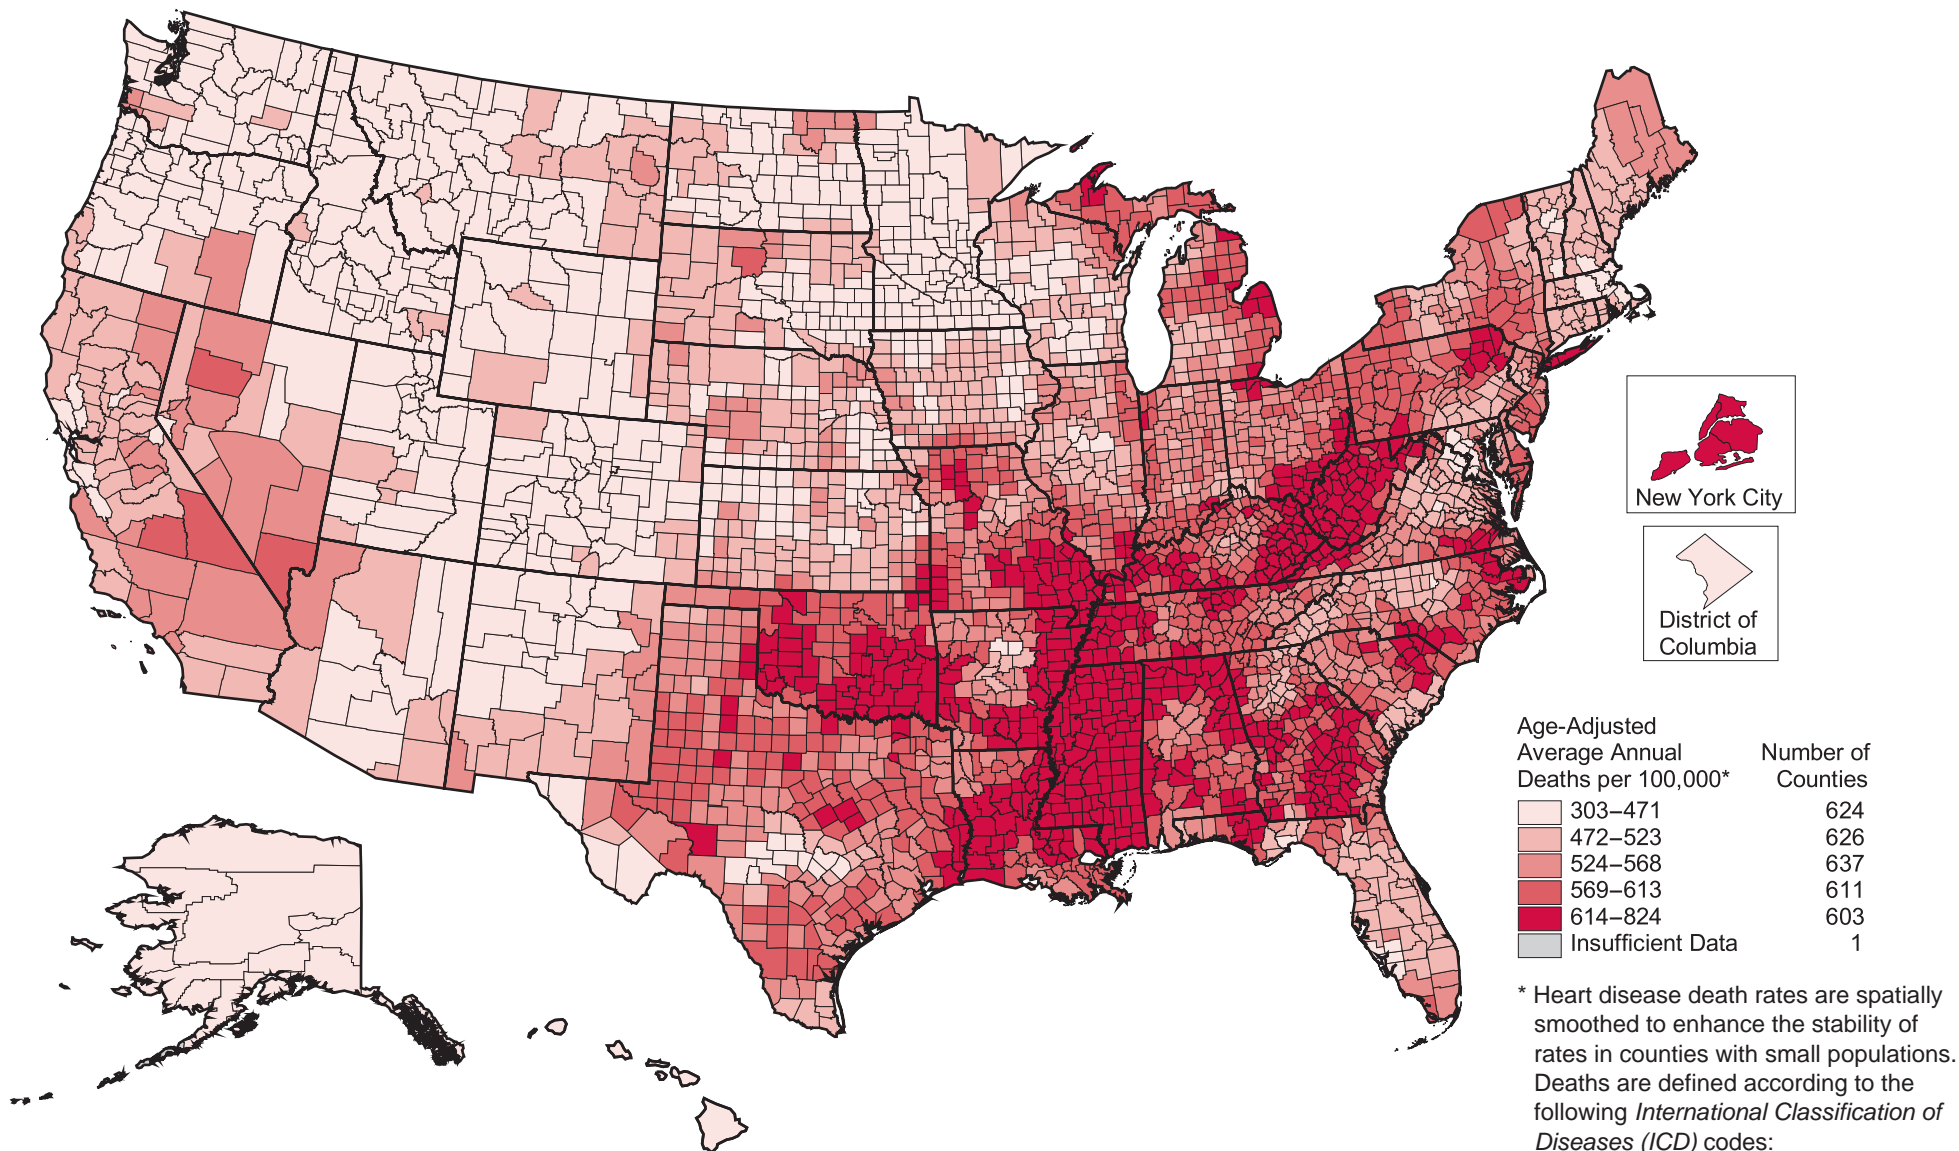 New York City
District of
Columbia
Age-Adjusted
Average Annual
Deaths per 100,000*
Number of
Counties
303–471 624
472–523 626
524–568 637
569–613 611
614–824 603
Insufficient Data 1
* Heart disease death rates are spatially
smoothed to enhance the stability of
rates in counties with small populations.
Deaths are defined according to the
following International Classification of
Diseases (ICD) codes: